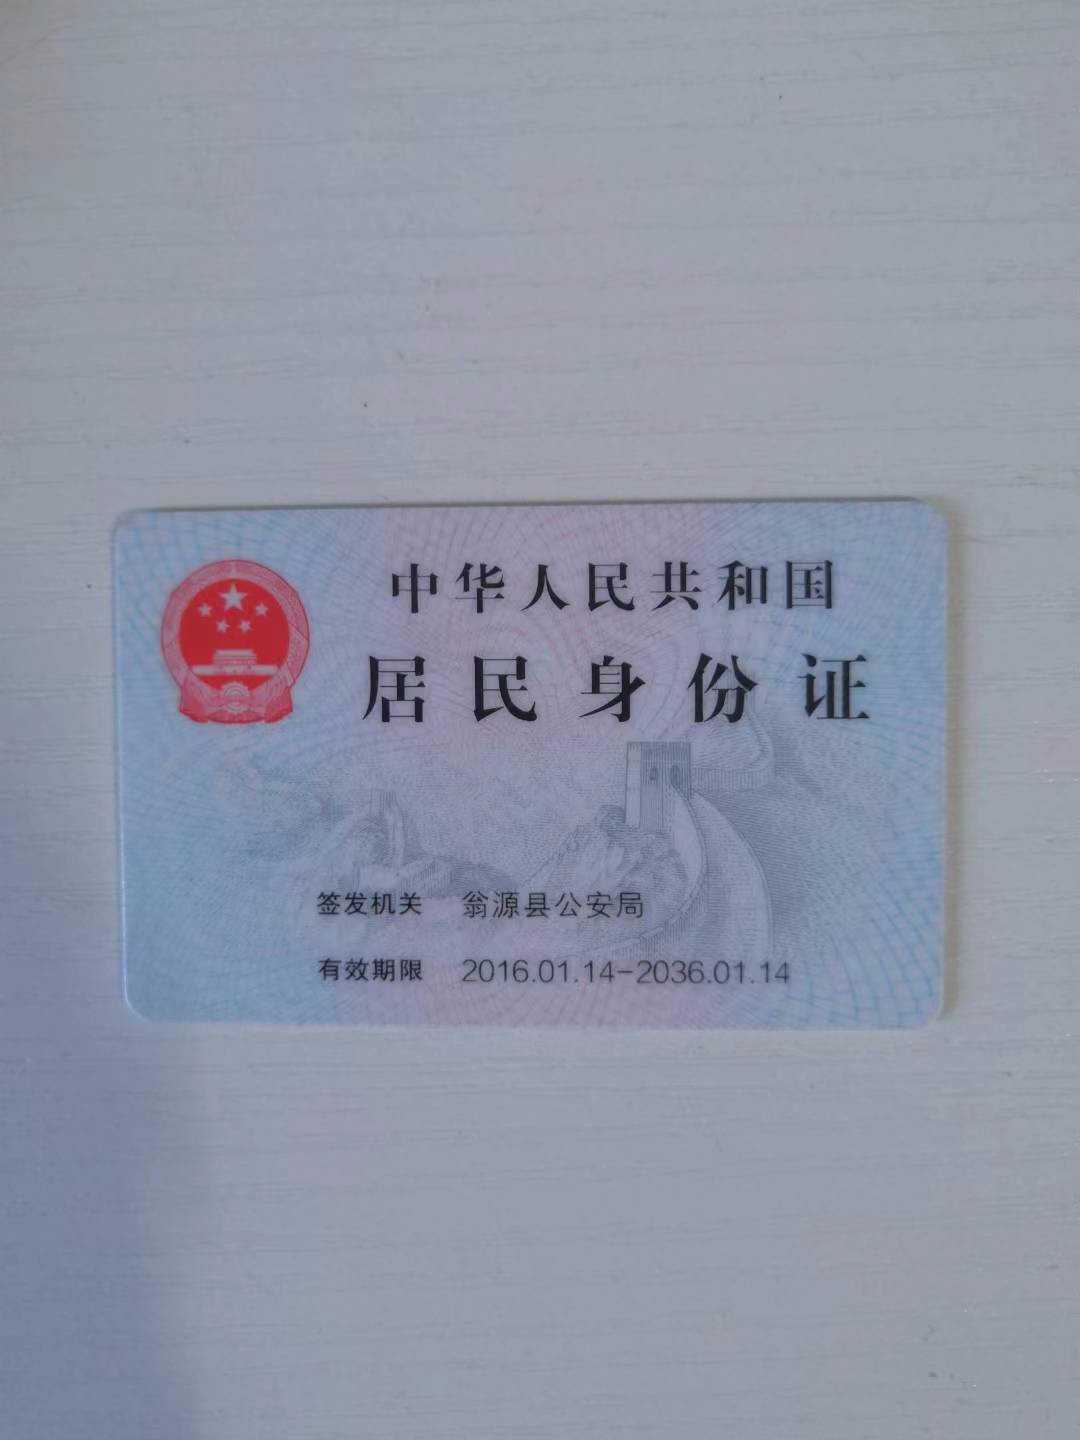 中华人民共和国
居民身份证
签发机关 翁源县公安局
有效期限 2016.01.14-2036.01.14